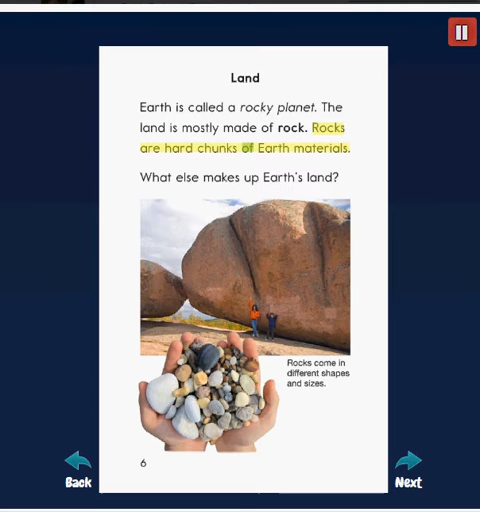 Land
Earth is called a rocky planet. The
land is mostly made of rock. Rocks
are hard chunks of Earth materials.
What else makes up Earth's land?
Rocks come in
different shapes
and sizes.
6
Back
Next